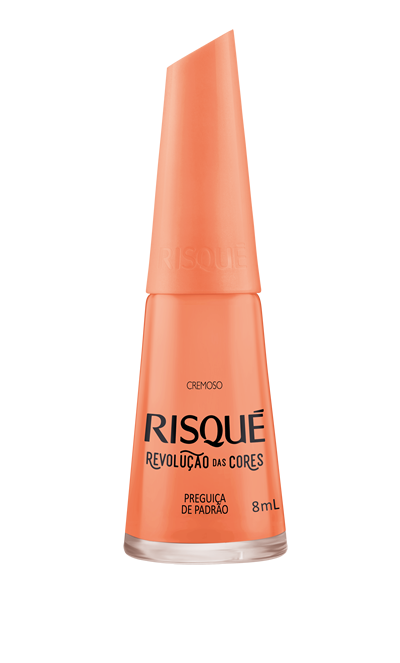 RISQUÉ
CREMOSO
RISQUÉ
REVOLUÇÃO DAS CORES
PREGUIÇA
DE PADRÃO
8mL